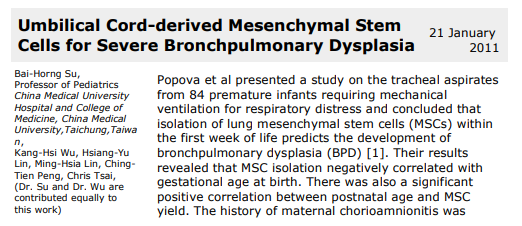 Umbilical Cord-derived Mesenchymal Stem
Cells for Severe Bronchpulmonary Dysplasia
21 January
2011
Bai-Horng Su,
Professor of Pediatrics
China Medical University
Hospital and College of
Medicine, China Medical
University,Taichung,Taiwa
n,
Kang-Hsi Wu, Hsiang-Yu
Lin, Ming-Hsia Lin, Ching-
Tien Peng, Chris Tsai,
(Dr. Su and Dr. Wu are
contributed equally to
this work)
Popova et al presented a study on the tracheal aspirates
from 84 premature infants requiring mechanical
ventilation for respiratory distress and concluded that
isolation of lung mesenchymal stem cells (MSCs) within
the first week of life predicts the development of
bronchpulmonary dysplasia (BPD) [1]. Their results
revealed that MSC isolation negatively correlated with
gestational age at birth. There was also a significant
positive correlation between postnatal age and MSC
yield. The history of maternal chorioamnionitis was